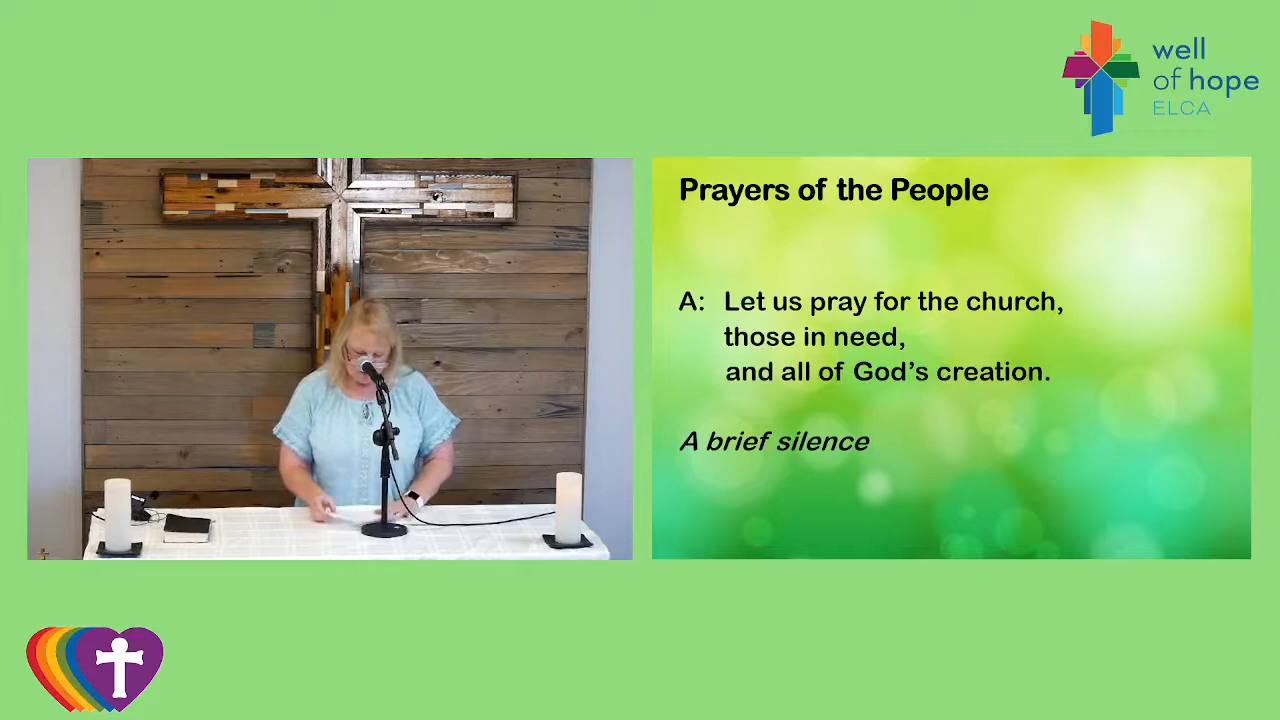 well
of hope
ELCA
Prayers of the People
A: Let us pray for the church,
those in need,
and all of God's creation.
A brief silence